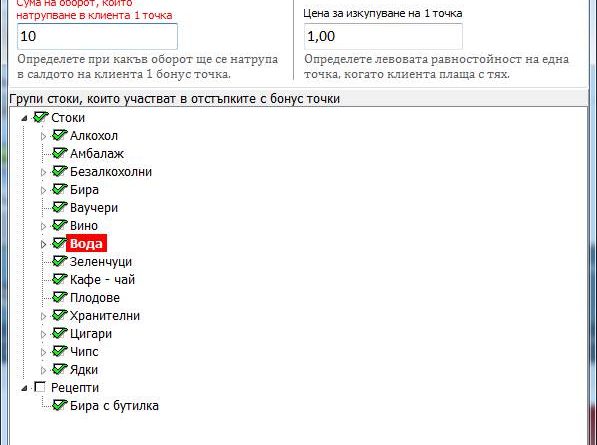 Сума на оборот, който
натрупване в клиента 1 точка
Цена за изкупуване на 1 точка
10
1,00
Определете при какъв оборот ще се натрупа
в салдото на клиента 1 бонус точка.
Определете левовата равностойност на една
точка, когато клиента плаща с тях.
Групи стоки, които участват в отстъпките с бонус точки
Стоки
Алкохол
Амбалаж
Безалкохолни
Бира
Ваучери
Вино
Вода
Зеленчуци
Кафе - чай
Плодове
Хранителни
Цигари
Чипс
Ядки
Рецепти
Бира с бутилка